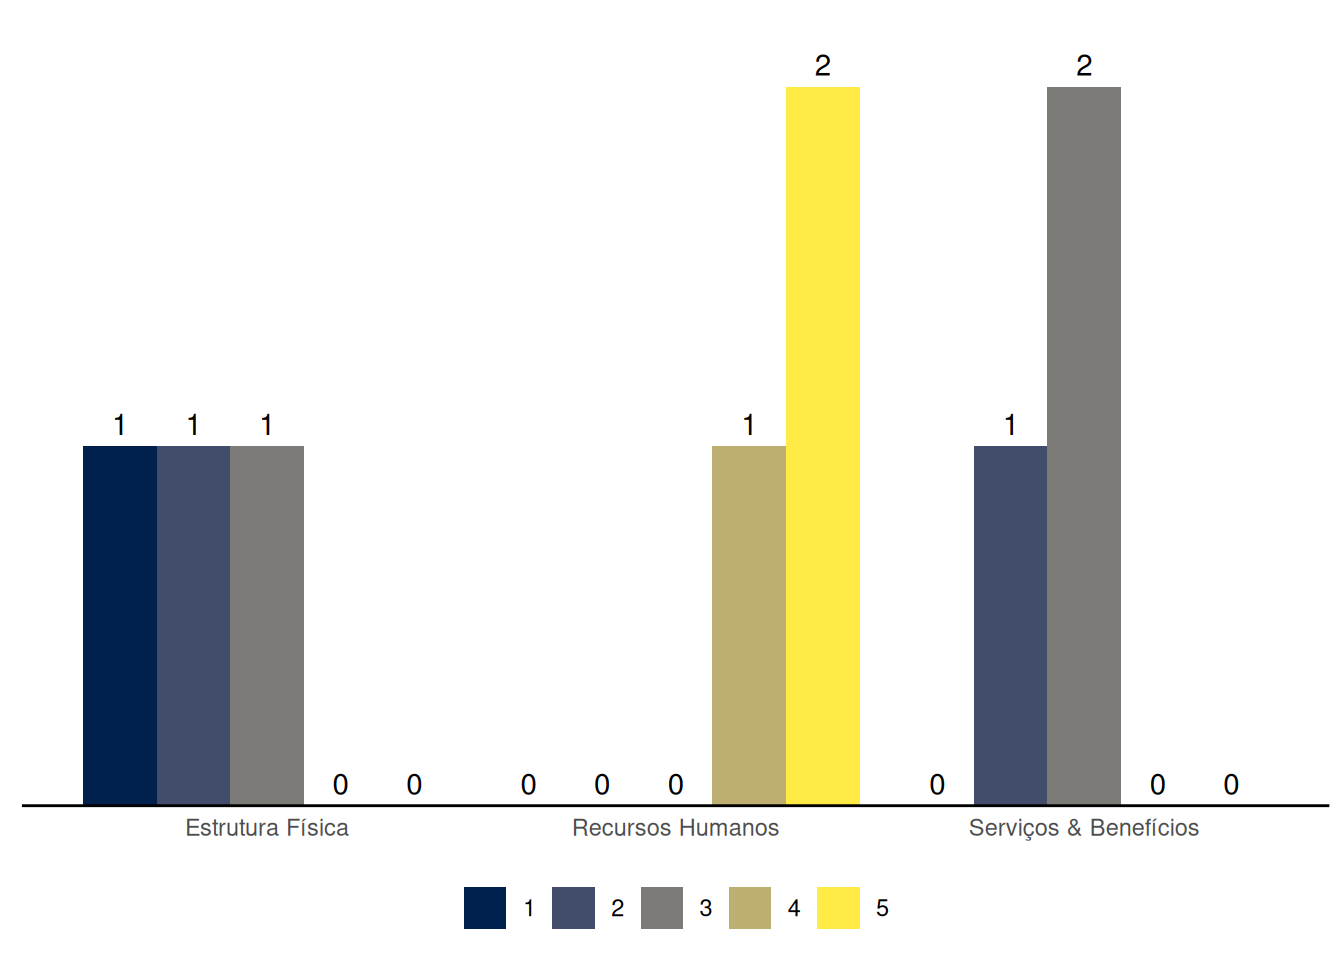 2 2
1 1 1 1 1
0 0 0 0 0 0 0 0
Estrutura Física Recursos Humanos Serviços & Benefícios
1 2 3 4 5